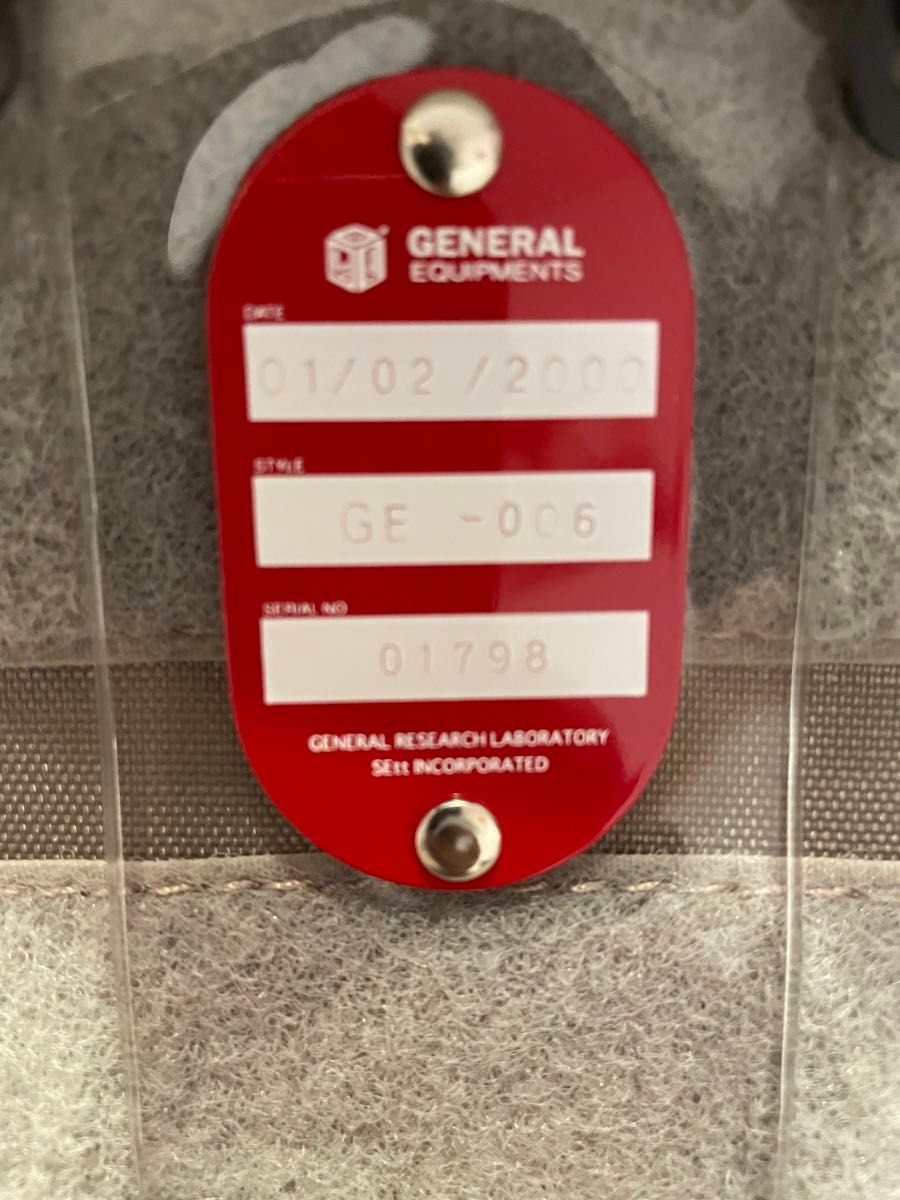 GENERAL
EQUIPMENTS
DATE
01/02 /2000
STYLE
GE -006
SERIAL NO
01798
GENERAL RESEARCH LABORATORY
SEtt INCORPORATED